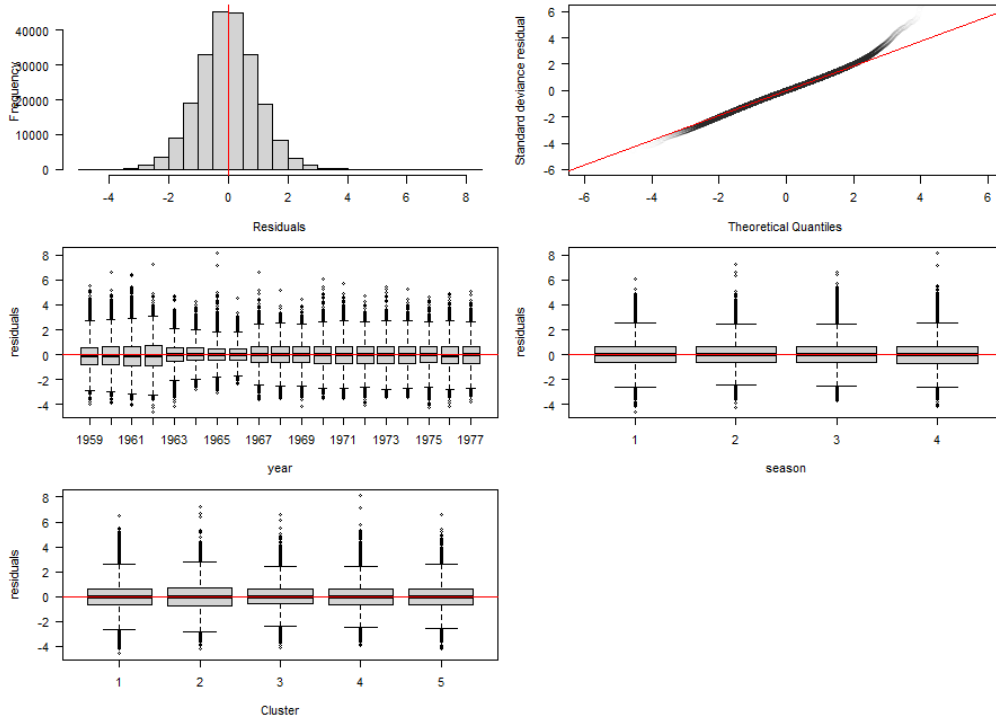 Frequency
40000
30000
20000
10000
0
-4 -2 0 2 4 6 8
Residuals
Standard deviance residual
6
4
2
0
-2
-4
-6
-6 -4 -2 0 2 4 6
Theoretical Quantiles
residuals
8
6
4
2
0
-2
-4
1959 1961 1963 1965 1967 1969 1971 1973 1975 1977
year
residuals
8
6
4
2
0
-2
-4
1 2 3 4
season
residuals
8
6
4
2
0
-2
-4
1 2 3 4 5
Cluster